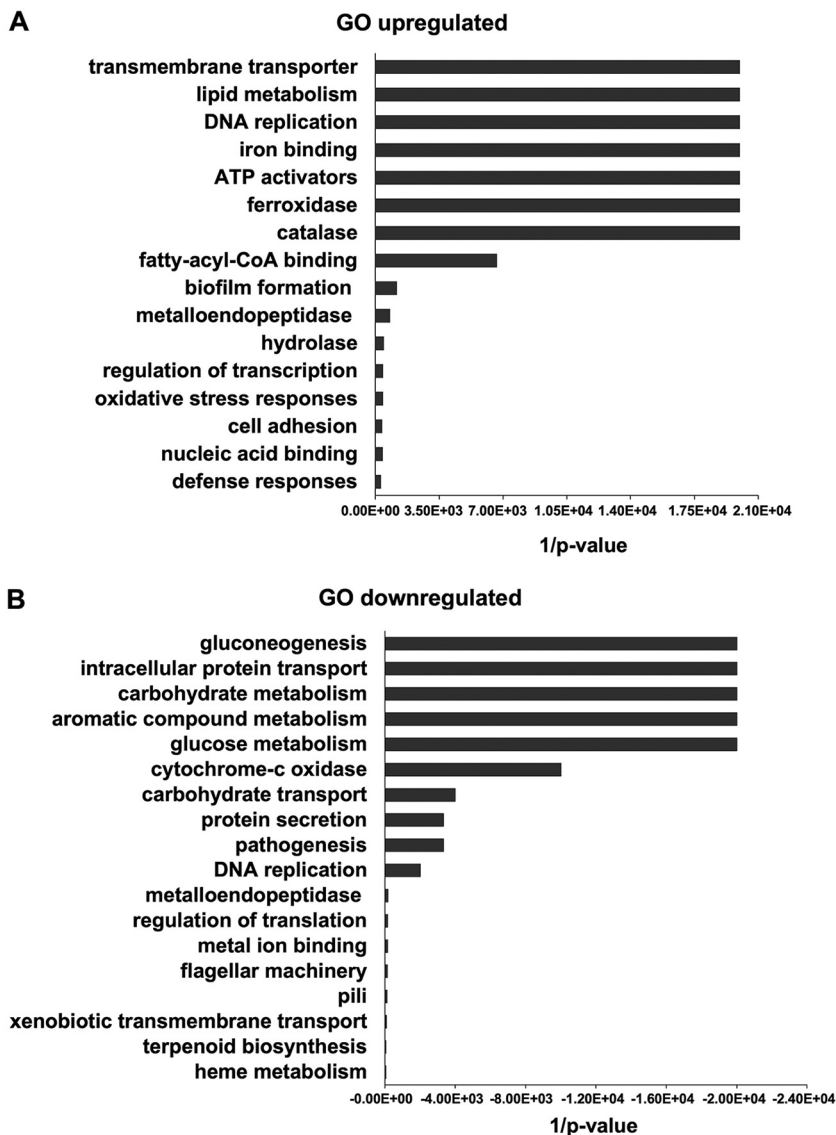 A
GO upregulated
transmembrane transporter
lipid metabolism
DNA replication
iron binding
ATP activators
ferroxidase
catalase
fatty-acyl-CoA binding
biofilm formation
metalloendopeptidase
hydrolase
regulation of transcription
oxidative stress responses
cell adhesion
nucleic acid binding
defense responses
0.00E+00 3.50E+03 7.00E+03 1.05E+04 1.40E+04 1.75E+04 2.10E+04
1/p-value
B
GO downregulated
gluconeogenesis
intracellular protein transport
carbohydrate metabolism
aromatic compound metabolism
glucose metabolism
cytochrome-c oxidase
carbohydrate transport
protein secretion
pathogenesis
DNA replication
metalloendopeptidase
regulation of translation
metal ion binding
flagellar machinery
pili
xenobiotic transmembrane transport
terpenoid biosynthesis
heme metabolism
-0.00E+00 -4.00E+03 -8.00E+03 -1.20E+04 -1.60E+04 -2.00E+04 -2.40E+04
1/p-value